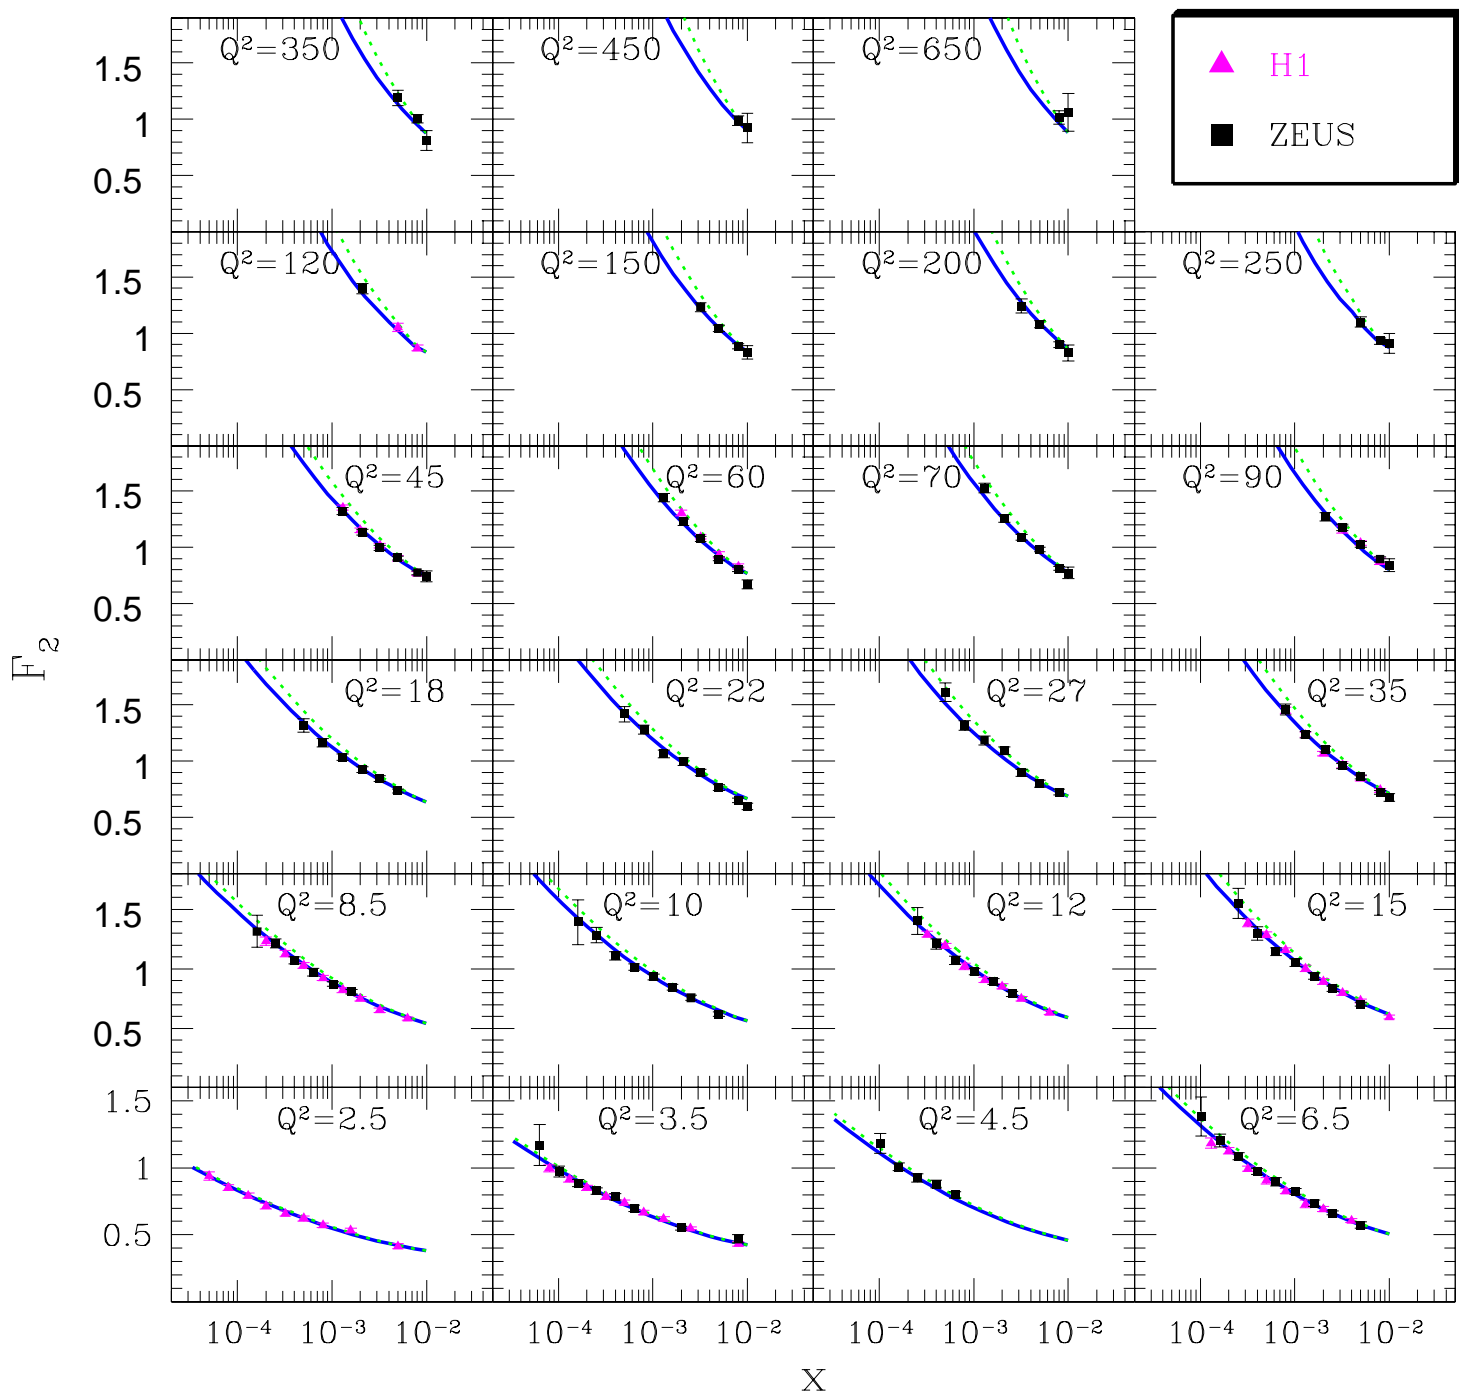 Q²=350 Q²=450 Q²=650
H1
ZEUS
1.5
1
0.5
Q²=120 Q²=150 Q²=200 Q²=250
1.5
1
0.5
Q²=45 Q²=60 Q²=70 Q²=90
1.5
1
0.5
F₂
Q²=18 Q²=22 Q²=27 Q²=35
1.5
1
0.5
Q²=8.5 Q²=10 Q²=12 Q²=15
1.5
1
0.5
Q²=2.5 Q²=3.5 Q²=4.5 Q²=6.5
1.5
1
0.5
10⁻⁴ 10⁻³ 10⁻² 10⁻⁴ 10⁻³ 10⁻² 10⁻⁴ 10⁻³ 10⁻² 10⁻⁴ 10⁻³ 10⁻²
x